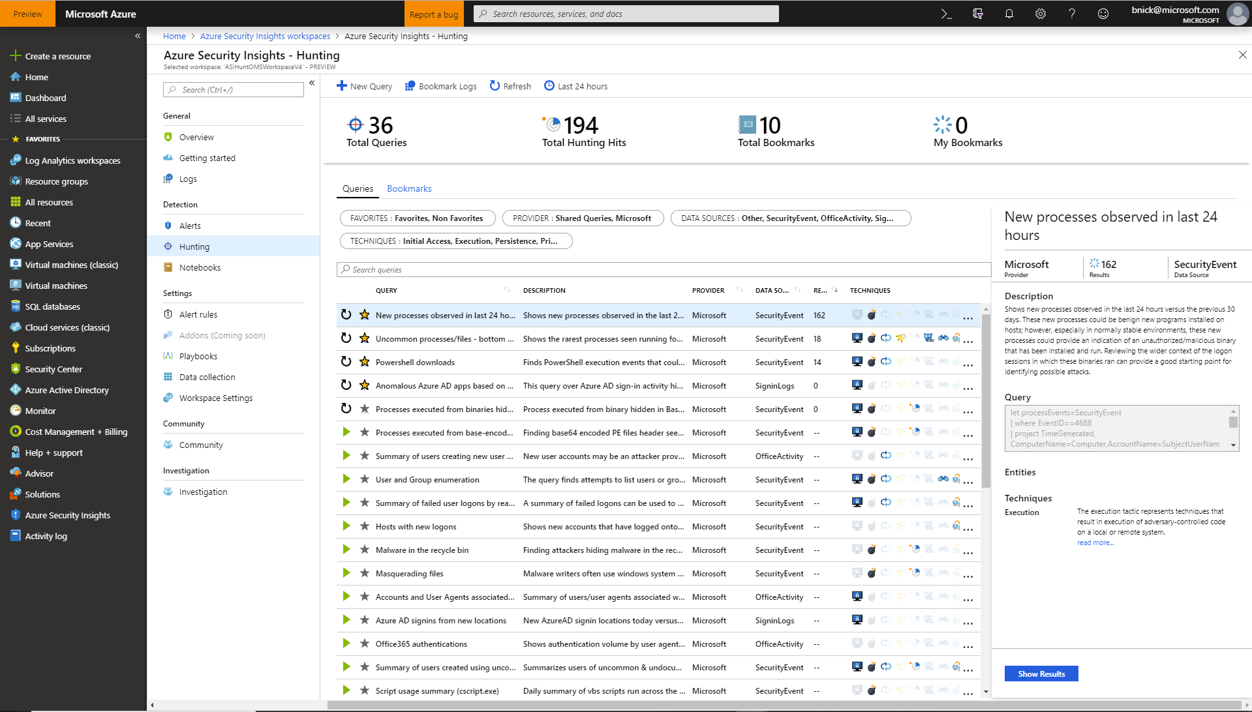 Preview
Microsoft Azure
Report a bug
Search resources, services, and docs
bnick@microsoft.com
MICROSOFT
Create a resource
Home
Dashboard
All services
FAVORITES
Log Analytics workspaces
Resource groups
All resources
Recent
App Services
Virtual machines (classic)
Virtual machines
SQL databases
Cloud services (classic)
Subscriptions
Security Center
Azure Active Directory
Monitor
Cost Management + Billing
Help + support
Advisor
Solutions
Azure Security Insights
Activity log
Home > Azure Security Insights workspaces > Azure Security Insights - Hunting
Azure Security Insights - Hunting
Selected workspace: 'ASIHuntOMSWorkspaceV4' - PREVIEW
Search (Ctrl+/)
General
Overview
Getting started
Logs
Detection
Alerts
Hunting
Notebooks
Settings
Alert rules
Addons (Coming soon)
Playbooks
Data collection
Workspace Settings
Community
Community
Investigation
Investigation
New Query Bookmark Logs Refresh Last 24 hours
36 Total Queries
194 Total Hunting Hits
10 Total Bookmarks
0 My Bookmarks
Queries Bookmarks
FAVORITES : Favorites, Non Favorites PROVIDER : Shared Queries, Microsoft DATA SOURCES : Other, SecurityEvent, OfficeActivity, Sig...
TECHNIQUES : Initial Access, Execution, Persistence, Pri...
Search queries
QUERY DESCRIPTION PROVIDER DATA SO... RE... TECHNIQUES
New processes observed in last 24 ho... Shows new processes observed in the last 2... Microsoft SecurityEvent 162 ...
Uncommon processes/files - bottom ... Shows the rarest processes seen running fo... Microsoft SecurityEvent 18 ...
Powershell downloads Finds PowerShell execution events that coul... Microsoft SecurityEvent 14 ...
Anomalous Azure AD apps based on ... This query over Azure AD sign-in activity hi... Microsoft SigninLogs 0 ...
Processes executed from binaries hid... Process executed from binary hidden in Bas... Microsoft SecurityEvent 0 ...
Processes executed from base-encod... Finding base64 encoded PE files header see... Microsoft SecurityEvent -- ...
Summary of users creating new user ... New user accounts may be an attacker prov... Microsoft OfficeActivity -- ...
User and Group enumeration The query finds attempts to list users or gro... Microsoft SecurityEvent -- ...
Summary of failed user logons by rea... A summary of failed logons can be used to ... Microsoft SecurityEvent -- ...
Hosts with new logons Shows new accounts that have logged onto... Microsoft SecurityEvent -- ...
Malware in the recycle bin Finding attackers hiding malware in the rec... Microsoft SecurityEvent -- ...
Masquerading files Malware writers often use windows system ... Microsoft SecurityEvent -- ...
Accounts and User Agents associated... Summary of users/user agents associated w... Microsoft OfficeActivity -- ...
Azure AD signins from new locations New AzureAD signin locations today versus... Microsoft SigninLogs -- ...
Office365 authentications Shows authentication volume by user agent... Microsoft OfficeActivity -- ...
Summary of users created using unco... Summarizes users of uncommon & undocu... Microsoft SecurityEvent -- ...
Script usage summary (cscript.exe) Daily summary of vbs scripts run across the ... Microsoft SecurityEvent -- ...
New processes observed in last 24
hours
Microsoft 162 SecurityEvent
Provider Results Data Source
Description
Shows new processes observed in the last 24 hours versus the previous 30
days. These new processes could be benign new programs installed on
hosts; however, especially in normally stable environments, these new
processes could provide an indication of an unauthorized/malicious binary
that has been installed and run. Reviewing the wider context of the logon
sessions in which these binaries ran can provide a good starting point for
identifying possible attacks.
Query
let processEvents=SecurityEvent
| where EventID==4688
| project TimeGenerated,
ComputerName=Computer,AccountName=SubjectUserNam
Entities
Techniques
Execution
The execution tactic represents techniques that
result in execution of adversary-controlled code
on a local or remote system.
read more...
Show Results